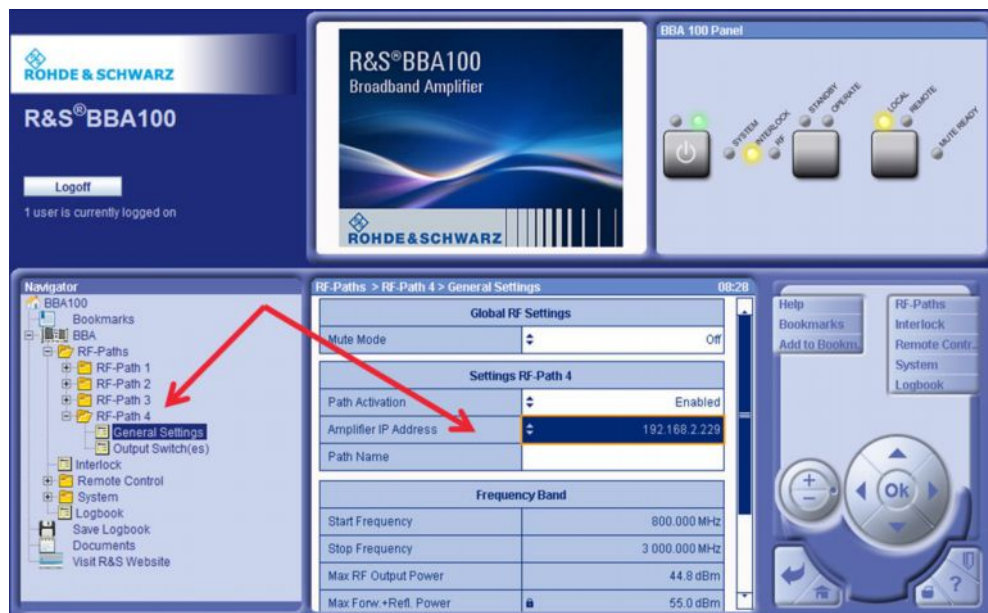 ROHDE & SCHWARZ
R&S®BBA100
Logoff
1 user is currently logged on
R&S®BBA100
Broadband Amplifier
ROHDE&SCHWARZ
BBA 100 Panel
SYSTEM
INTERLOCK
RF
STANDBY
OPERATE
LOCAL
REMOTE
MUTE READY
Navigator
BBA100
Bookmarks
BBA
RF-Paths
RF-Path 1
RF-Path 2
RF-Path 3
RF-Path 4
General Settings
Output Switch(es)
Interlock
Remote Control
System
Logbook
Save Logbook
Documents
Visit R&S Website
RF-Paths > RF-Path 4 > General Settings 08:28
Global RF Settings
Mute Mode Off
Settings RF-Path 4
Path Activation Enabled
Amplifier IP Address 192.168.2.229
Path Name
Frequency Band
Start Frequency 800.000 MHz
Stop Frequency 3 000.000 MHz
Max RF Output Power 44.8 dBm
Max Forw.+Refl. Power 55.0 dBm
Help
Bookmarks
Add to Bookm.
RF-Paths
Interlock
Remote Contr..
System
Logbook
+
−
Ok
?